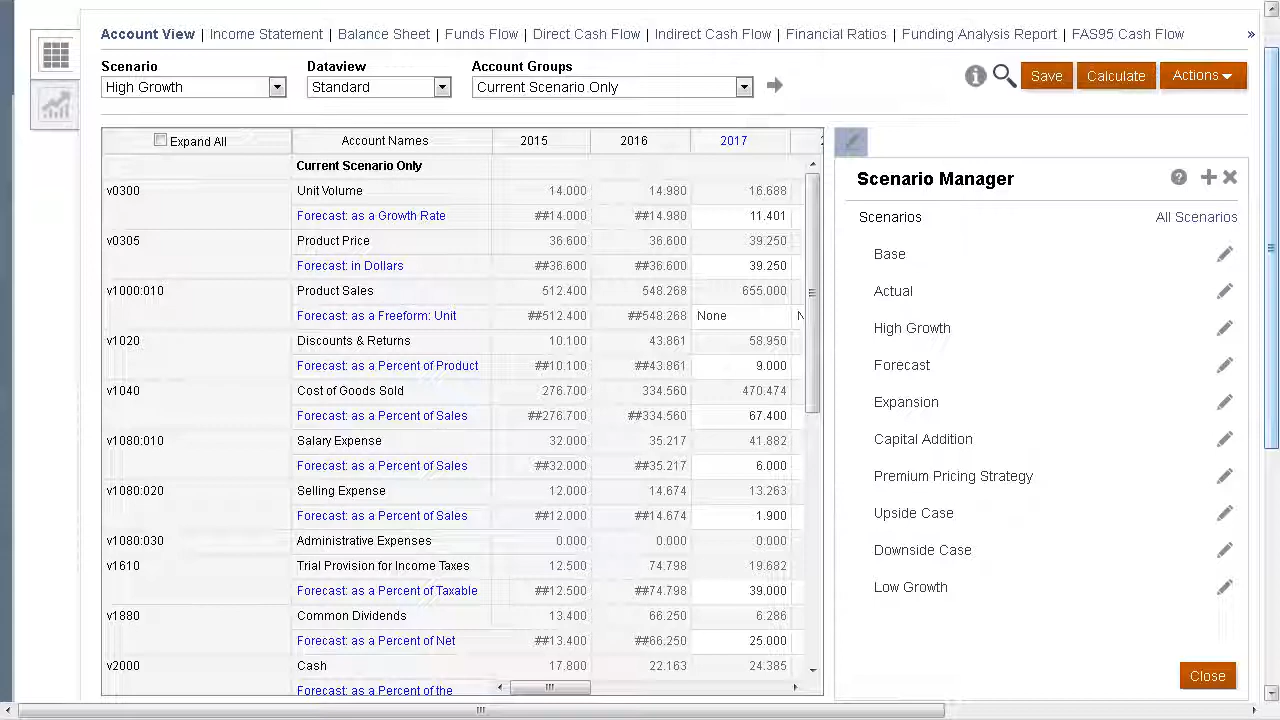 Account View | Income Statement | Balance Sheet | Funds Flow | Direct Cash Flow | Indirect Cash Flow | Financial Ratios | Funding Analysis Report | FAS95 Cash Flow »
Scenario Dataview Account Groups
High Growth Standard Current Scenario Only Save Calculate Actions
Expand All Account Names 2015 2016 2017
Current Scenario Only
v0300 Unit Volume 14.000 14.980 16.688
Forecast: as a Growth Rate ##14.000 ##14.980 11.401
v0305 Product Price 36.600 36.600 39.250
Forecast: in Dollars ##36.600 ##36.600 39.250
v1000:010 Product Sales 512.400 548.268 655.000
Forecast: as a Freeform: Unit ##512.400 ##548.268 None N
v1020 Discounts & Returns 10.100 43.861 58.950
Forecast: as a Percent of Product ##10.100 ##43.861 9.000
v1040 Cost of Goods Sold 276.700 334.560 470.474
Forecast: as a Percent of Sales ##276.700 ##334.560 67.400
v1080:010 Salary Expense 32.000 35.217 41.882
Forecast: as a Percent of Sales ##32.000 ##35.217 6.000
v1080:020 Selling Expense 12.000 14.674 13.263
Forecast: as a Percent of Sales ##12.000 ##14.674 1.900
v1080:030 Administrative Expenses 0.000 0.000 0.000
v1610 Trial Provision for Income Taxes 12.500 74.798 19.682
Forecast: as a Percent of Taxable ##12.500 ##74.798 39.000
v1880 Common Dividends 13.400 66.250 6.286
Forecast: as a Percent of Net ##13.400 ##66.250 25.000
v2000 Cash 17.800 22.163 24.385
Forecast: as a Percent of the
Scenario Manager
Scenarios All Scenarios
Base
Actual
High Growth
Forecast
Expansion
Capital Addition
Premium Pricing Strategy
Upside Case
Downside Case
Low Growth
Close